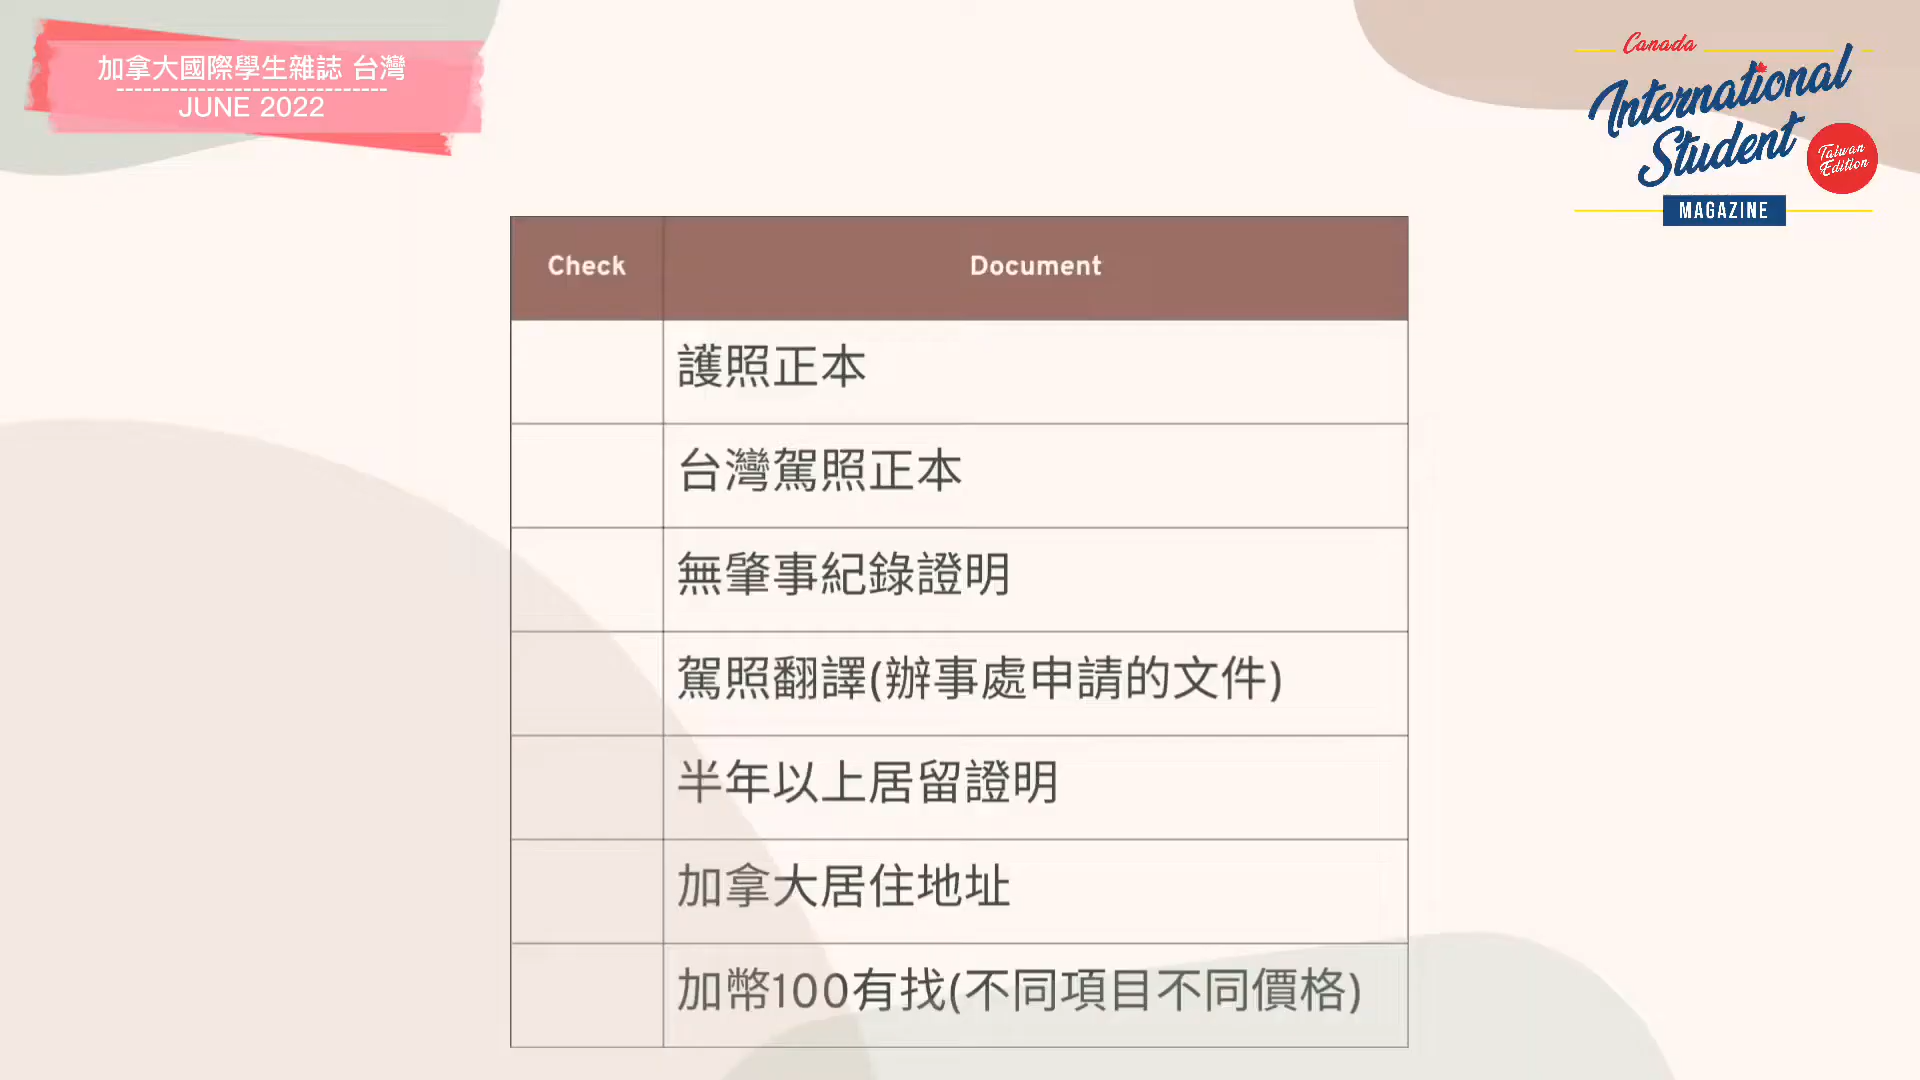 加拿大國際學生雜誌 台灣
JUNE 2022
Canada
International
Student
Taiwan
Edition
MAGAZINE
Check
Document
護照正本
台灣駕照正本
無肇事紀錄證明
駕照翻譯(辦事處申請的文件)
半年以上居留證明
加拿大居住地址
加幣100有找(不同項目不同價格)